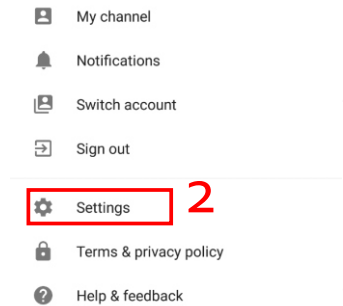 My channel
Notifications
Switch account
Sign out
Settings 2
Terms & privacy policy
Help & feedback